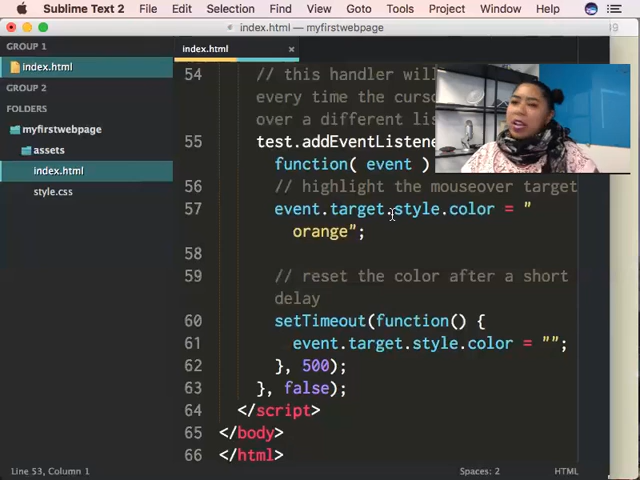 Sublime Text 2 File Edit Selection Find View Goto Tools Project Window Help
index.html — myfirstwebpage
GROUP 1
index.html
GROUP 2
FOLDERS
myfirstwebpage
assets
index.html
style.css
index.html
54 // this handler will
every time the curso
over a different lis
55 test.addEventListene
function( event )
56 // highlight the mouseover target
57 event.target.style.color = "
orange";
58
59 // reset the color after a short
delay
60 setTimeout(function() {
61 event.target.style.color = "";
62 }, 500);
63 }, false);
64 </script>
65 </body>
66 </html>
Line 53, Column 1 Spaces: 2 HTML